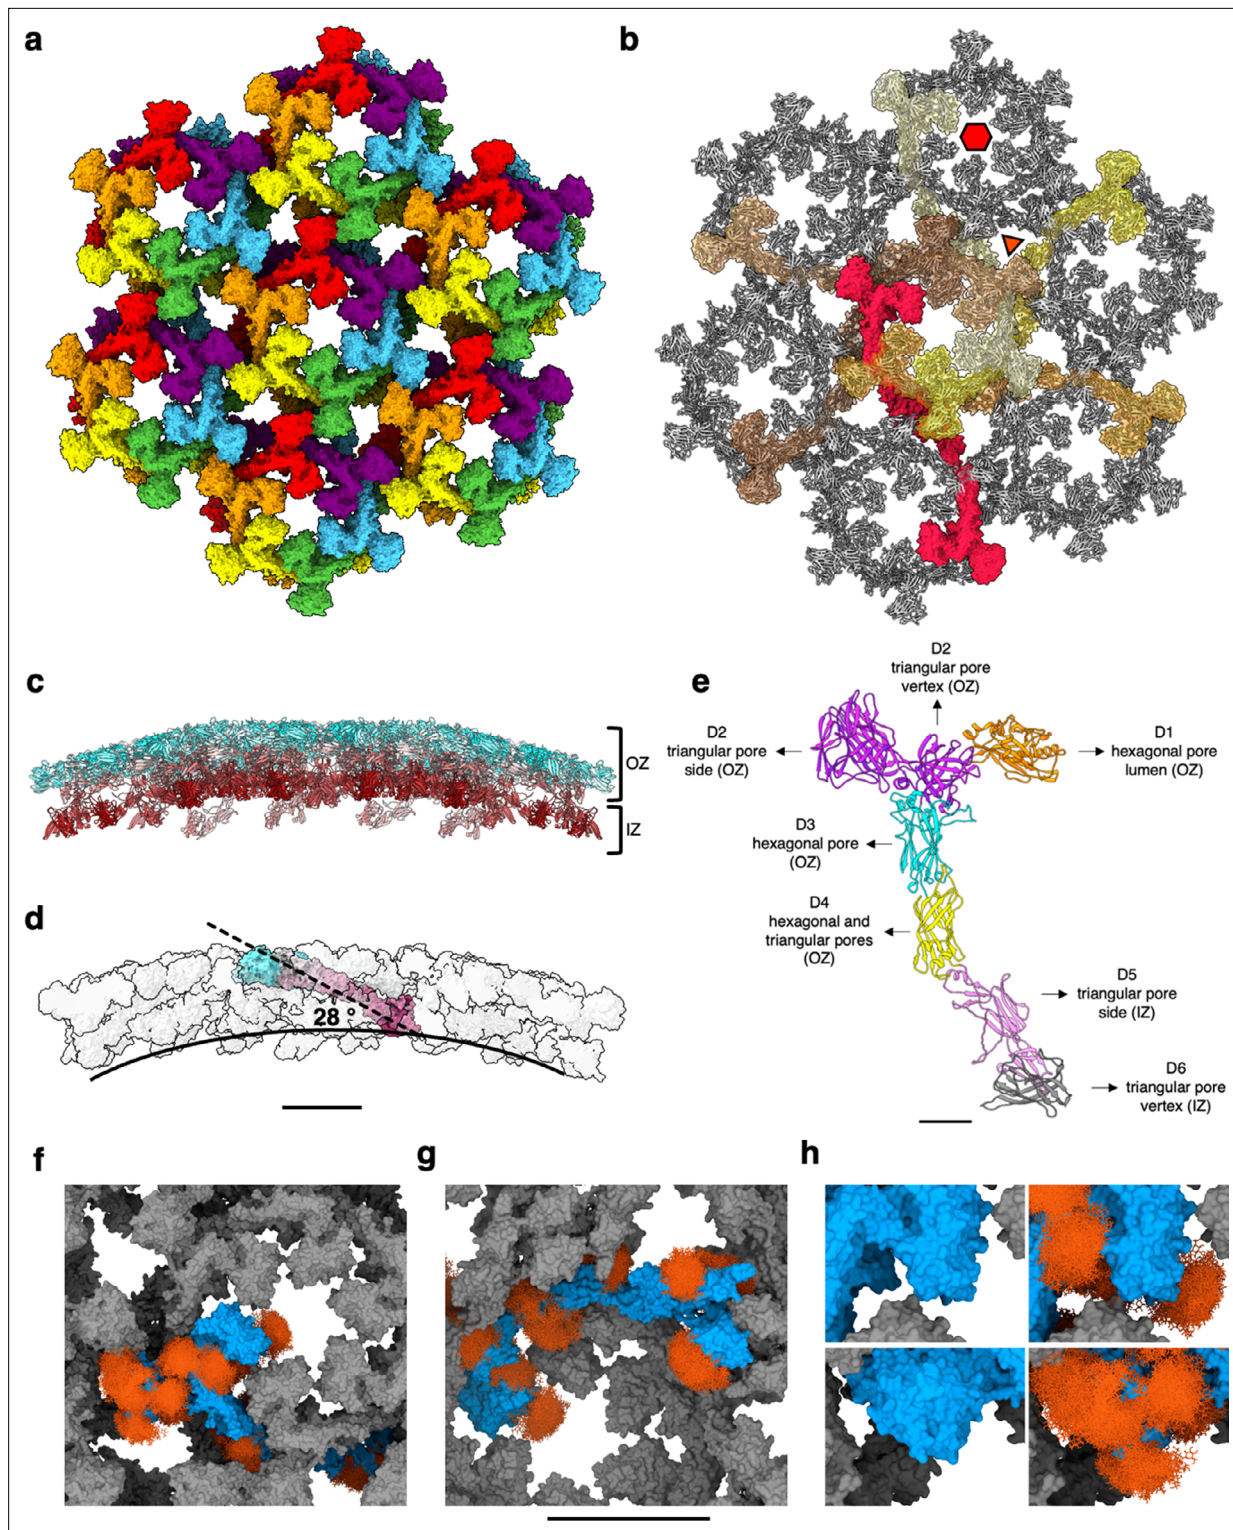 a
b
c
OZ
IZ
d
28 °
e
D2
triangular pore
vertex (OZ)
D2
triangular pore
side (OZ)
D1
hexagonal pore
lumen (OZ)
D3
hexagonal pore
(OZ)
D4
hexagonal and
triangular pores
(OZ)
D5
triangular pore
side (IZ)
D6
triangular pore
vertex (IZ)
f
g
h